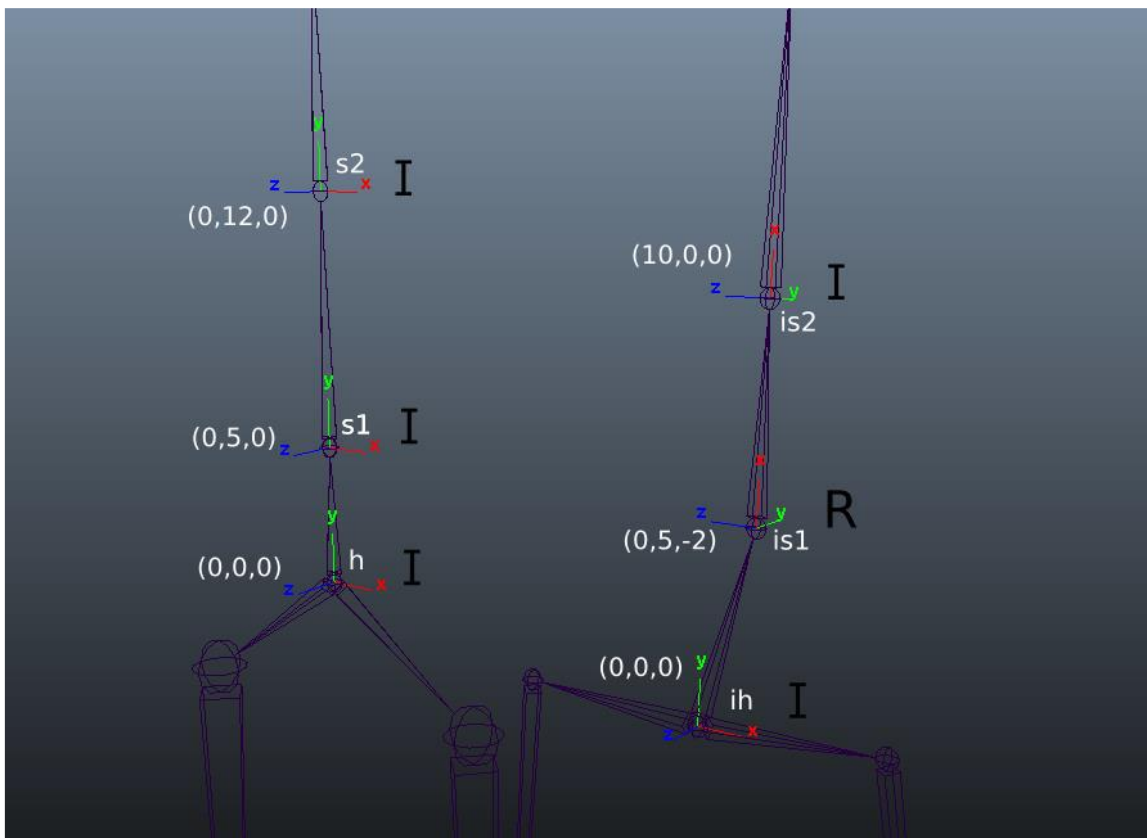 y
s2
I
z
x
(0,12,0)
y
s1
I
(0,5,0)
z
x
y
h
I
(0,0,0)
z
x
x
(10,0,0)
I
z
y
is2
x
R
z
y
(0,5,-2)
is1
y
(0,0,0)
ih
I
z
x